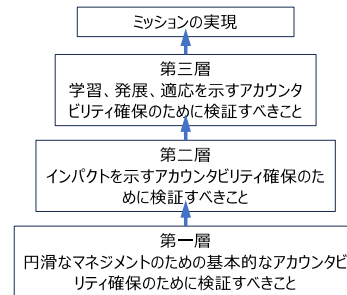 ミッションの実現
第三層
学習、発展、適応を示すアカウンタ
ビリティ確保のために検証すべきこと
第二層
インパクトを示すアカウンタビリティ確保のた
めに検証すべきこと
第一層
円滑なマネジメントのための基本的なアカウンタビ
リティ確保のために検証すべきこと